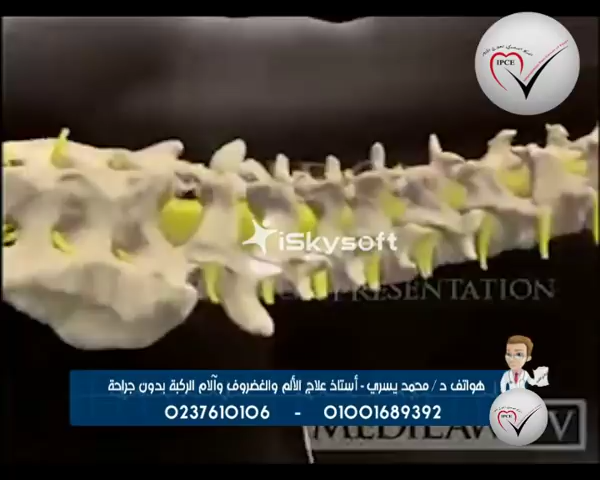 IPCE
iSkysoft
PRESENTATION
هواتف د/ محمد يسري - أستاذ علاج الألم والغضروف وآلام الركبة بدون جراحة
0237610106 - 01001689392